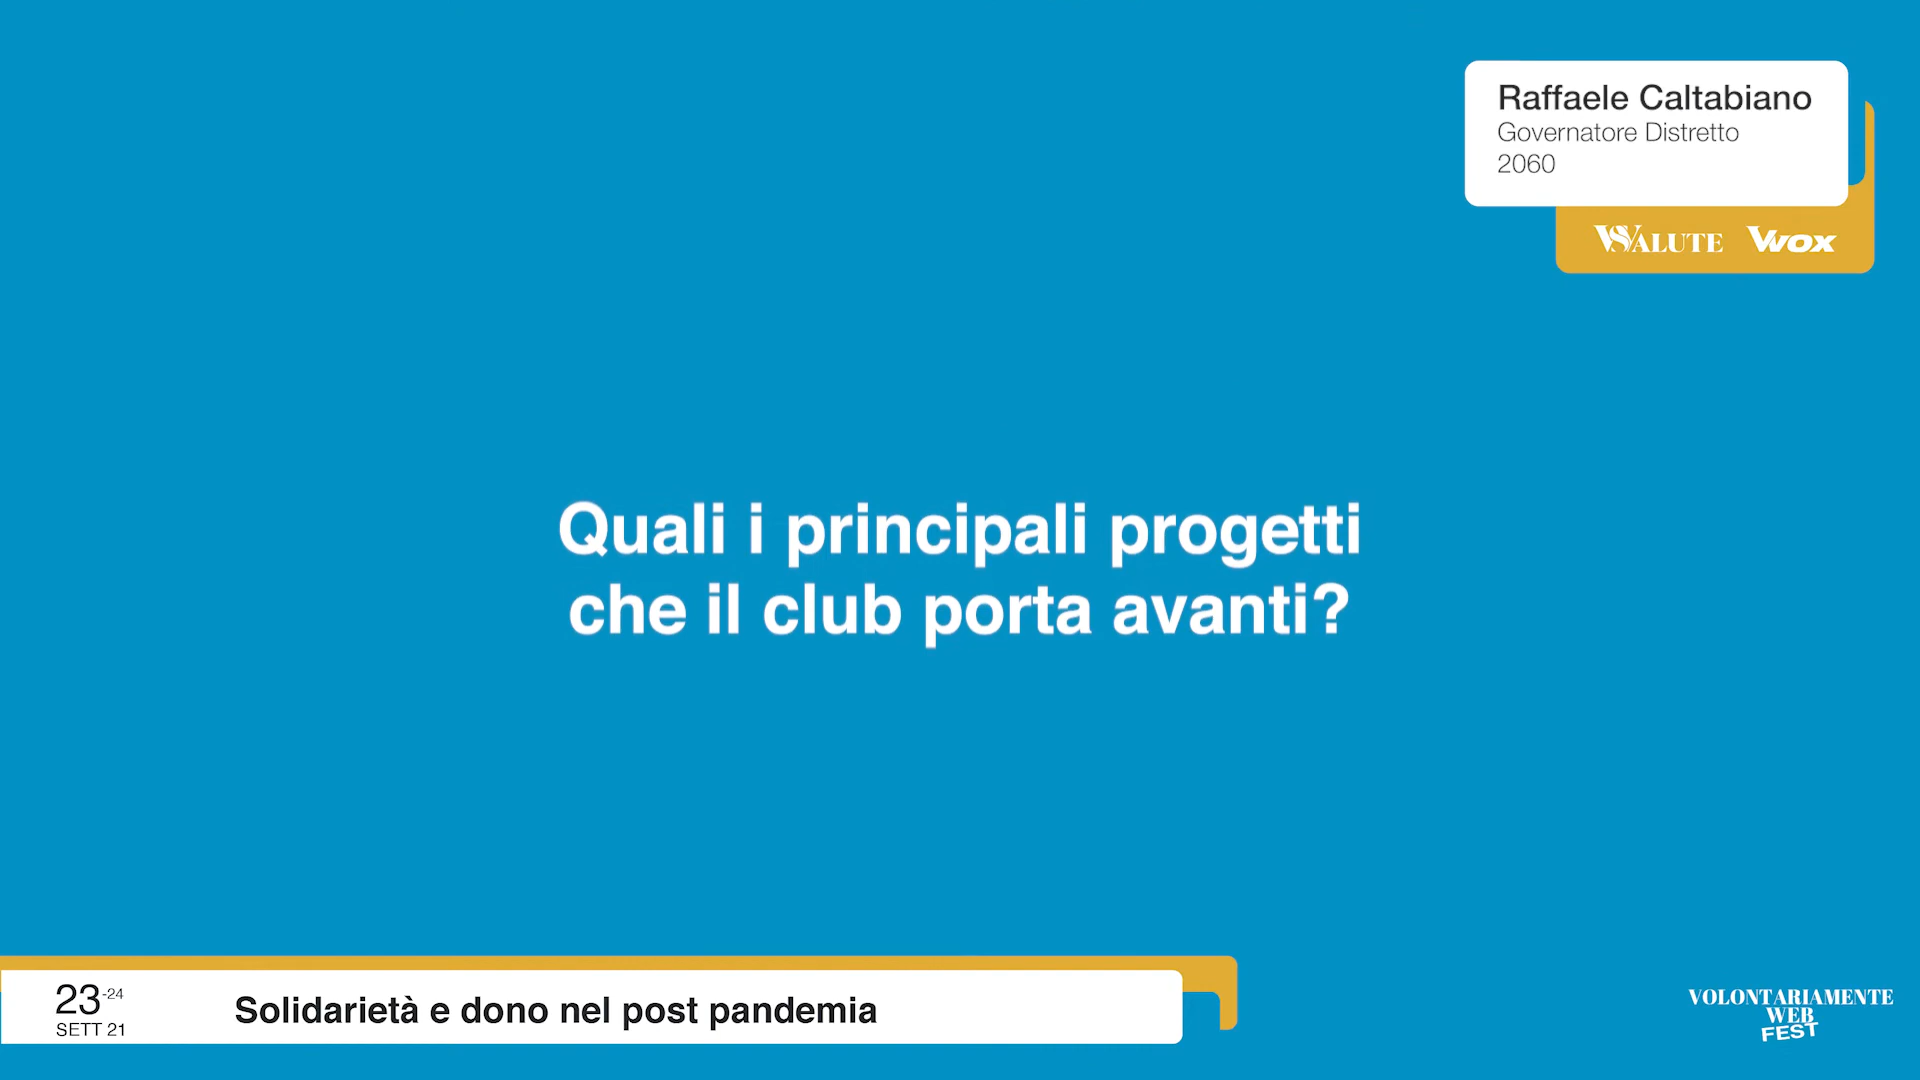 Raffaele Caltabiano
Governatore Distretto
2060
VSALUTE VVOX
Quali i principali progetti
che il club porta avanti?
23-24
SETT 21
Solidarietà e dono nel post pandemia
VOLONTARIAMENTE
WEB
FEST